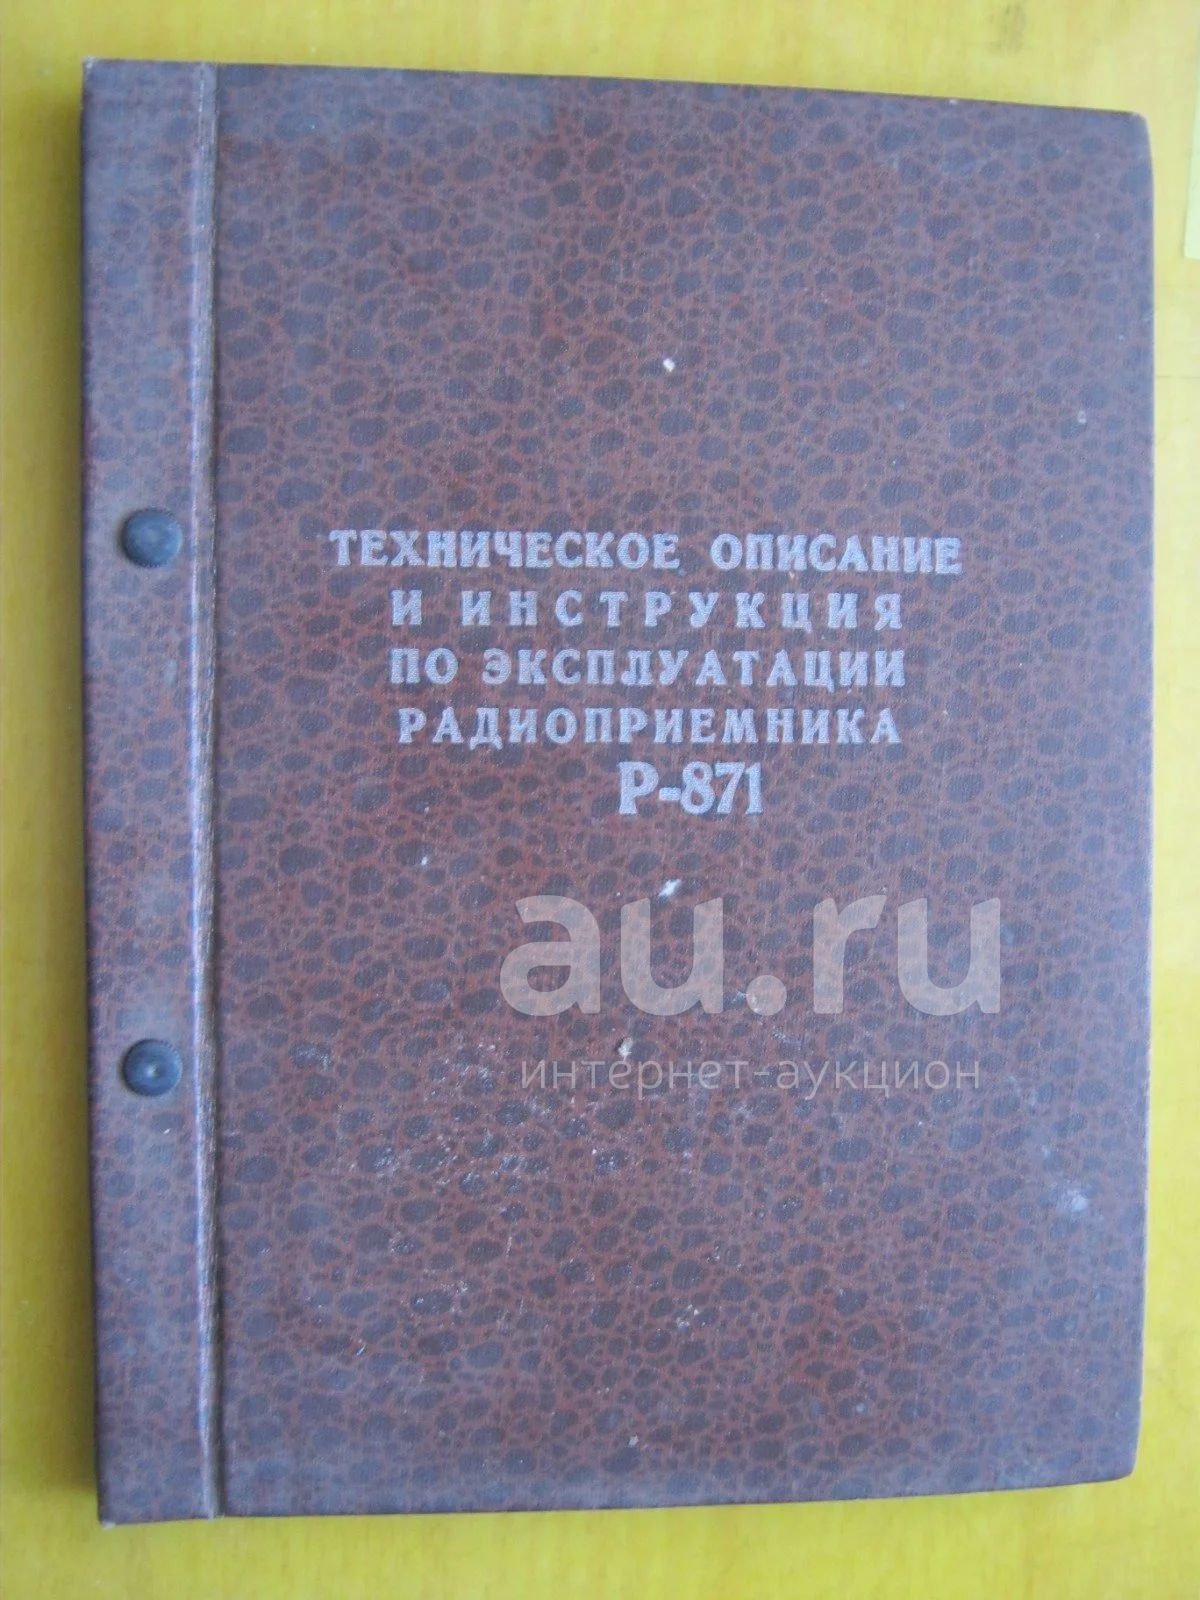 ТЕХНИЧЕСКОЕ ОПИСАНИЕ
И ИНСТРУКЦИЯ
ПО ЭКСПЛУАТАЦИИ
РАДИОПРИЕМНИКА
Р-871
au.ru
интернет-аукцион